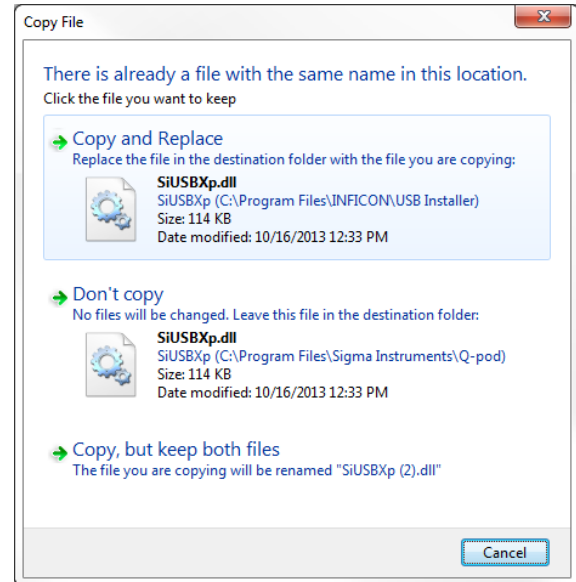 Copy File
There is already a file with the same name in this location.
Click the file you want to keep
Copy and Replace
Replace the file in the destination folder with the file you are copying:
SiUSBXp.dll
SiUSBXp (C:\Program Files\INFICON\USB Installer)
Size: 114 KB
Date modified: 10/16/2013 12:33 PM
Don't copy
No files will be changed. Leave this file in the destination folder:
SiUSBXp.dll
SiUSBXp (C:\Program Files\Sigma Instruments\Q-pod)
Size: 114 KB
Date modified: 10/16/2013 12:33 PM
Copy, but keep both files
The file you are copying will be renamed "SiUSBXp (2).dll"
Cancel